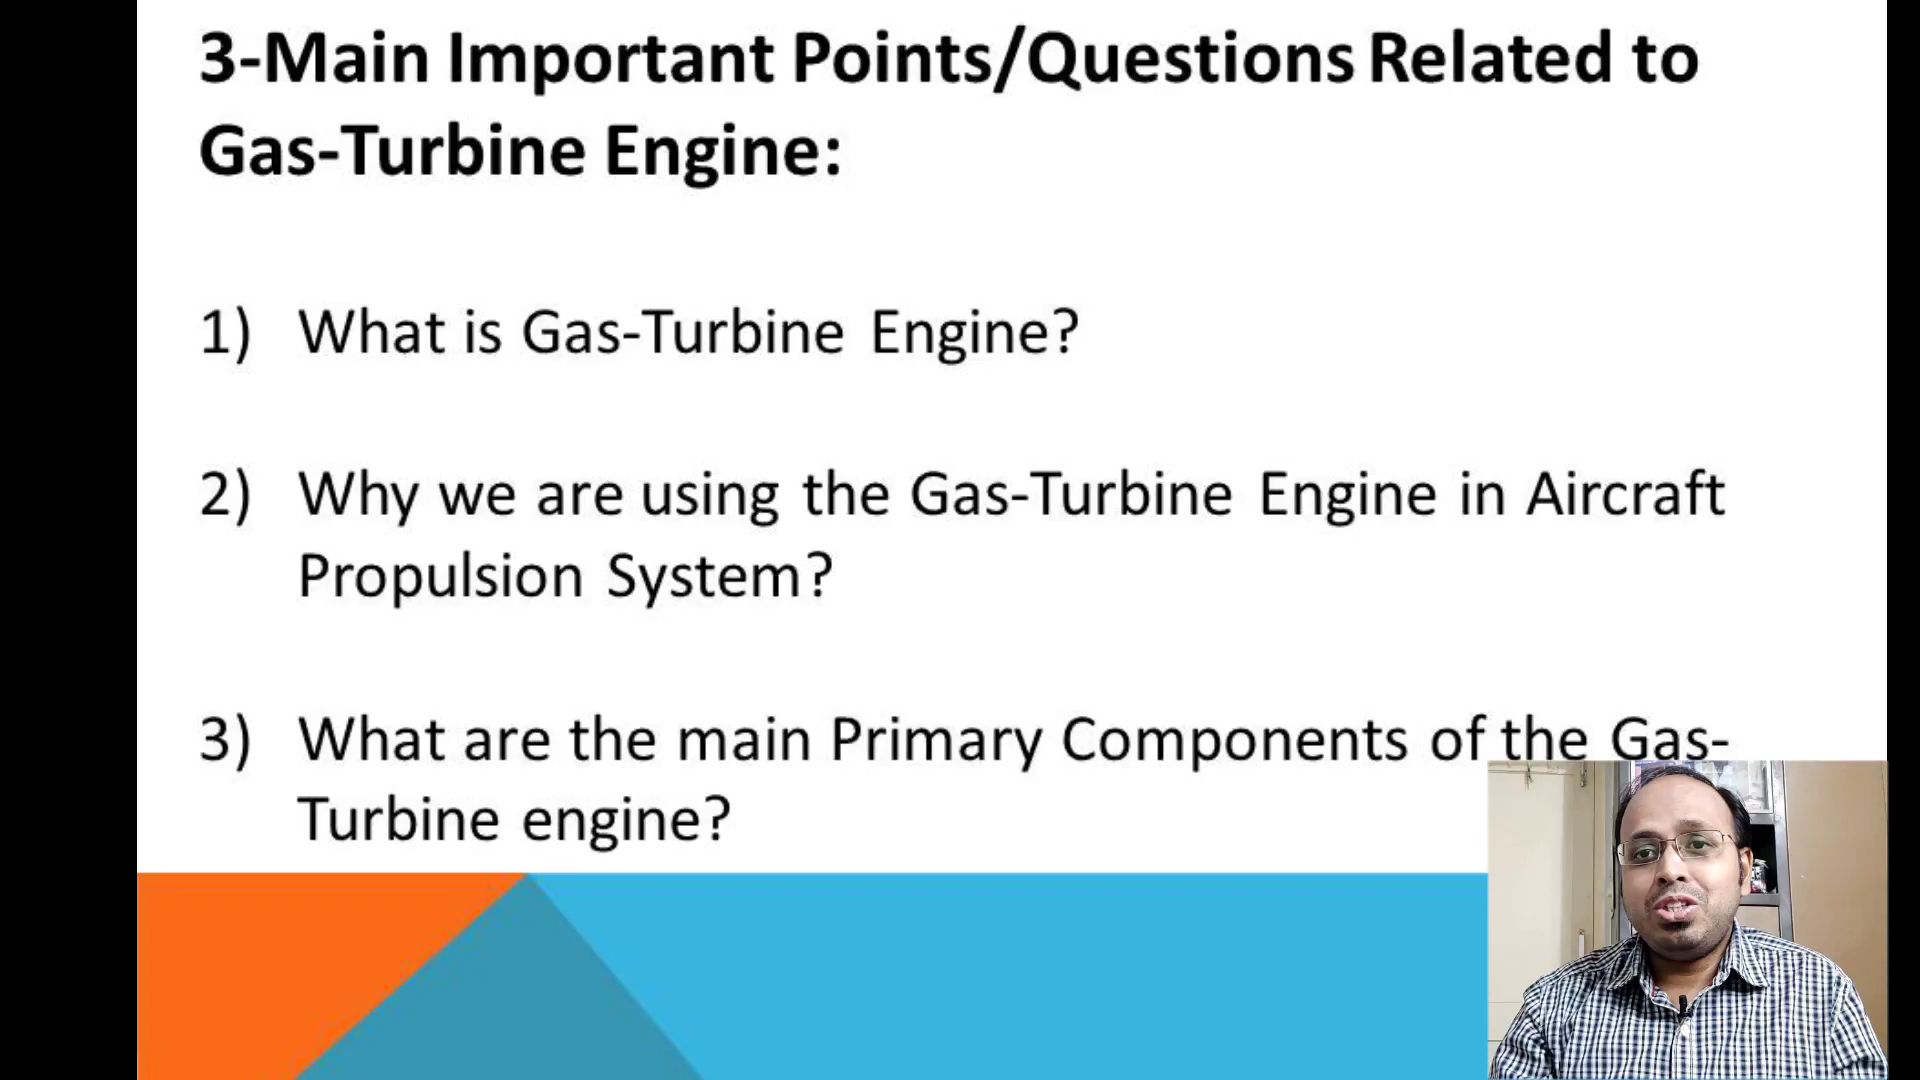 3-Main Important Points/Questions Related to
Gas-Turbine Engine:
1) What is Gas-Turbine Engine?
2) Why we are using the Gas-Turbine Engine in Aircraft
Propulsion System?
3) What are the main Primary Components of the Gas-
Turbine engine?